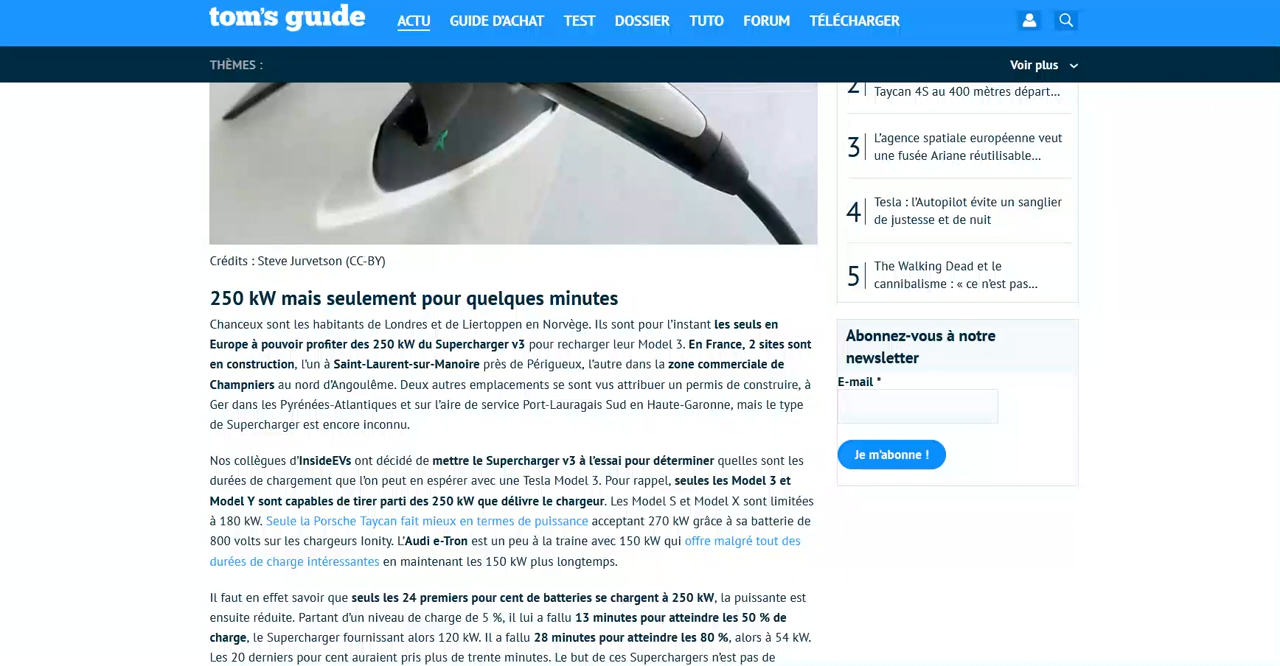 tom's guide
ACTU GUIDE D'ACHAT TEST DOSSIER TUTO FORUM TÉLÉCHARGER
THÈMES :
Voir plus
Crédits : Steve Jurvetson (CC-BY)
250 kW mais seulement pour quelques minutes
Chanceux sont les habitants de Londres et de Liertoppen en Norvège. Ils sont pour l'instant les seuls en
Europe à pouvoir profiter des 250 kW du Supercharger v3 pour recharger leur Model 3. En France, 2 sites sont
en construction, l'un à Saint-Laurent-sur-Manoire près de Périgueux, l'autre dans la zone commerciale de
Champniers au nord d'Angoulême. Deux autres emplacements se sont vus attribuer un permis de construire, à
Ger dans les Pyrénées-Atlantiques et sur l'aire de service Port-Lauragais Sud en Haute-Garonne, mais le type
de Supercharger est encore inconnu.
Nos collègues d'InsideEVs ont décidé de mettre le Supercharger v3 à l'essai pour déterminer quelles sont les
durées de chargement que l'on peut en espérer avec une Tesla Model 3. Pour rappel, seules les Model 3 et
Model Y sont capables de tirer parti des 250 kW que délivre le chargeur. Les Model S et Model X sont limitées
à 180 kW. Seule la Porsche Taycan fait mieux en termes de puissance acceptant 270 kW grâce à sa batterie de
800 volts sur les chargeurs Ionity. L'Audi e-Tron est un peu à la traine avec 150 kW qui offre malgré tout des
durées de charge intéressantes en maintenant les 150 kW plus longtemps.
Il faut en effet savoir que seuls les 24 premiers pour cent de batteries se chargent à 250 kW, la puissante est
ensuite réduite. Partant d'un niveau de charge de 5 %, il lui a fallu 13 minutes pour atteindre les 50 % de
charge, le Supercharger fournissant alors 120 kW. Il a fallu 28 minutes pour atteindre les 80 %, alors à 54 kW.
Les 20 derniers pour cent auraient pris plus de trente minutes. Le but de ces Superchargers n'est pas de
2
Taycan 4S au 400 mètres départ...
3
L'agence spatiale européenne veut
une fusée Ariane réutilisable...
4
Tesla : l'Autopilot évite un sanglier
de justesse et de nuit
5
The Walking Dead et le
cannibalisme : « ce n'est pas...
Abonnez-vous à notre
newsletter
E-mail *
Je m'abonne !